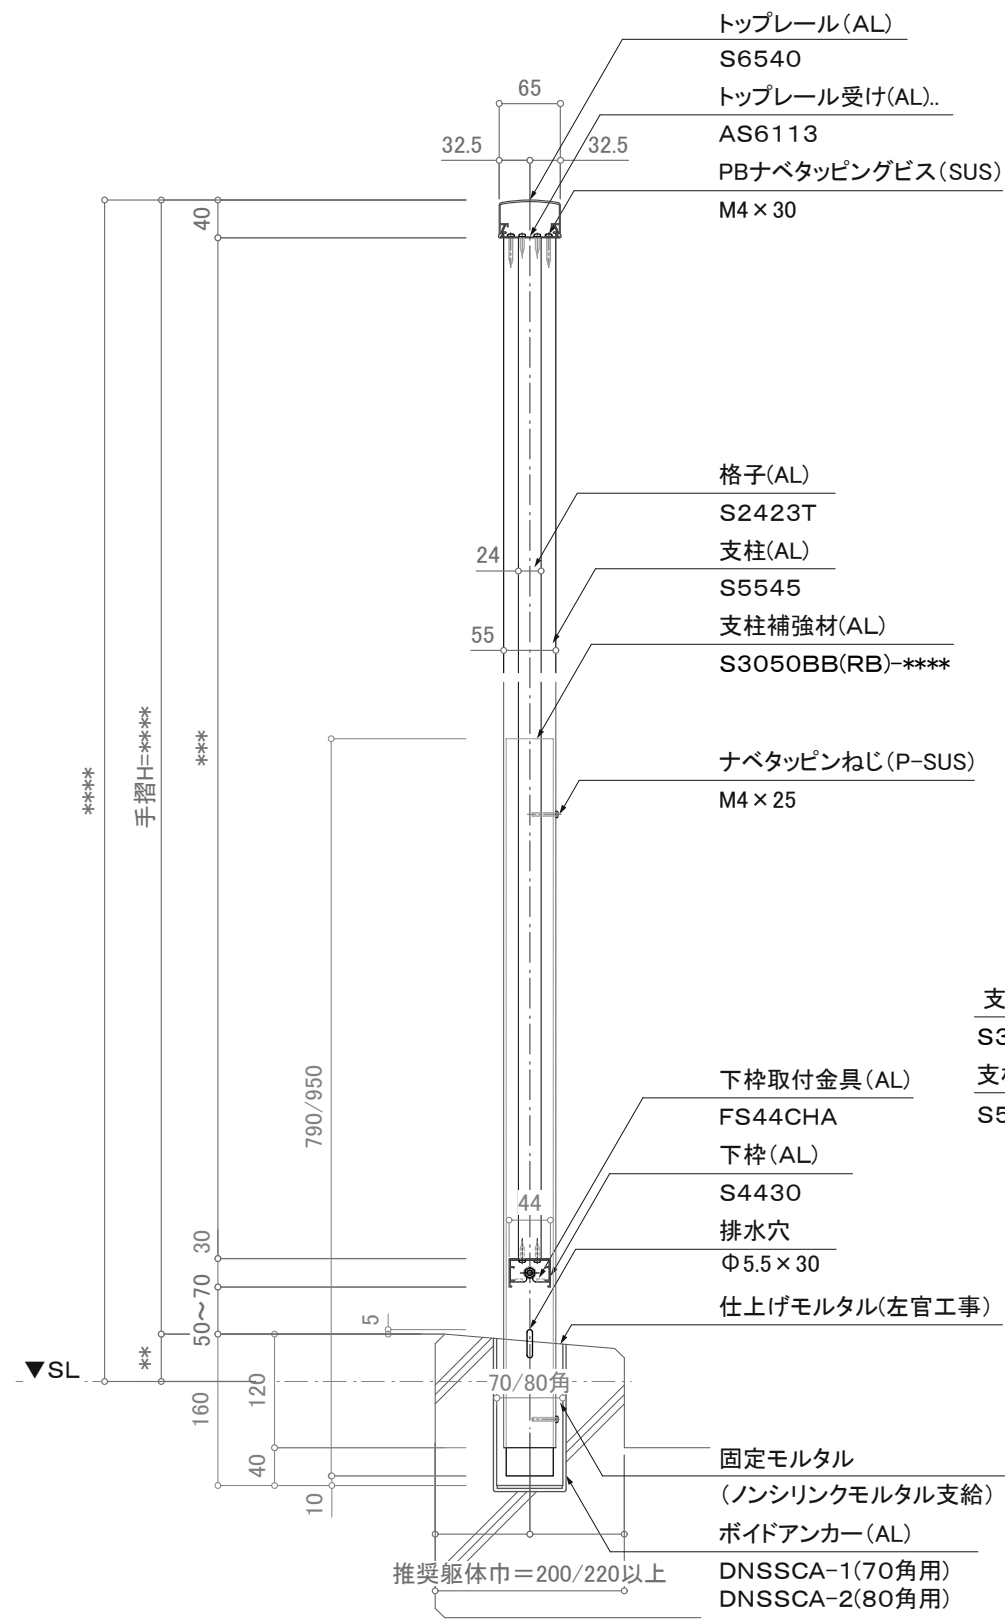 トップレール(AL)
S6540
65
トップレール受け(AL)..
AS6113
32.5
32.5
PBナベタッピングビス(SUS)
M4×30
40
格子(AL)
S2423T
24
支柱(AL)
S5545
55
支柱補強材(AL)
S3050BB(RB)-****
****
手摺H=****
***
ナベタッピンねじ(P-SUS)
M4×25
790/950
支
S3
支
S5
下枠取付金具(AL)
FS44CHA
下枠(AL)
S4430
44
排水穴
Φ5.5×30
30
50~70
5
仕上げモルタル(左官工事)
**
▼SL
70/80角
160
120
40
10
固定モルタル
(ノンシリンクモルタル支給)
ボイドアンカー(AL)
DNSSCA-1(70角用)
DNSSCA-2(80角用)
推奨躯体巾=200/220以上